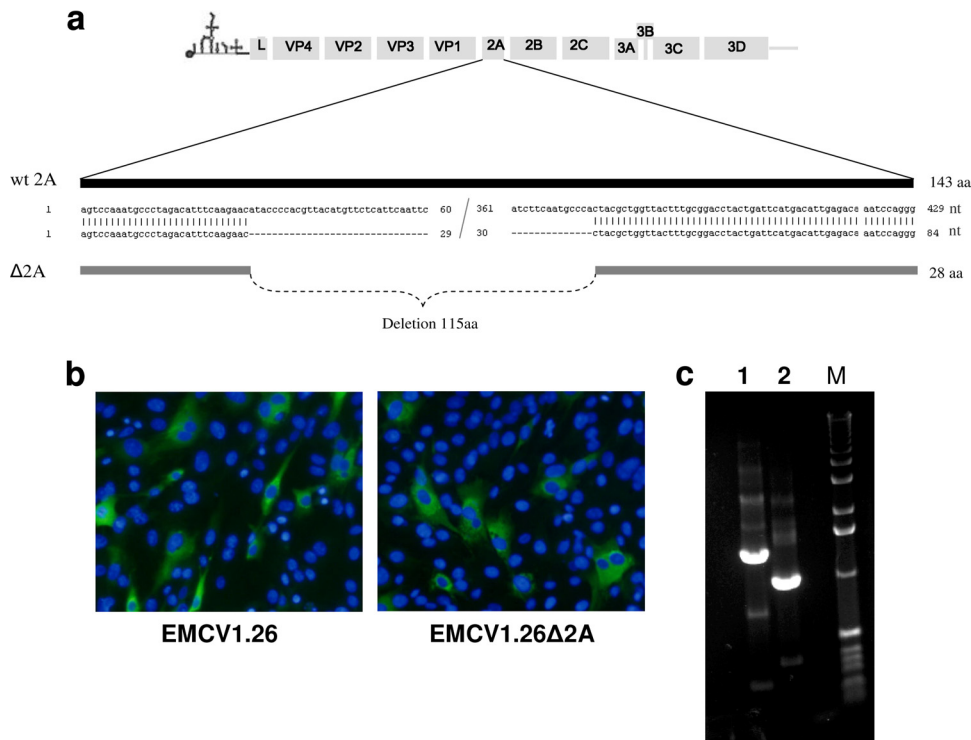 a
L VP4 VP2 VP3 VP1 2A 2B 2C 3A 3B 3C 3D
wt 2A 143 aa
1 agtccaaatgccctagacatttcaagaacataccccacgttacatgttctcattcaattc 60 / 361 atcttcaatgcccactacgctggttactttgcggacctactgattcatgacattgagaca aatccaggg 429 nt
1 agtccaaatgccctagacatttcaagaac------------------------------- 29 30 --------------ctacgctggttactttgcggacctactgattcatgacattgagaca aatccaggg 84 nt
Δ2A 28 aa
Deletion 115aa
b
EMCV1.26 EMCV1.26Δ2A
c
1 2 M